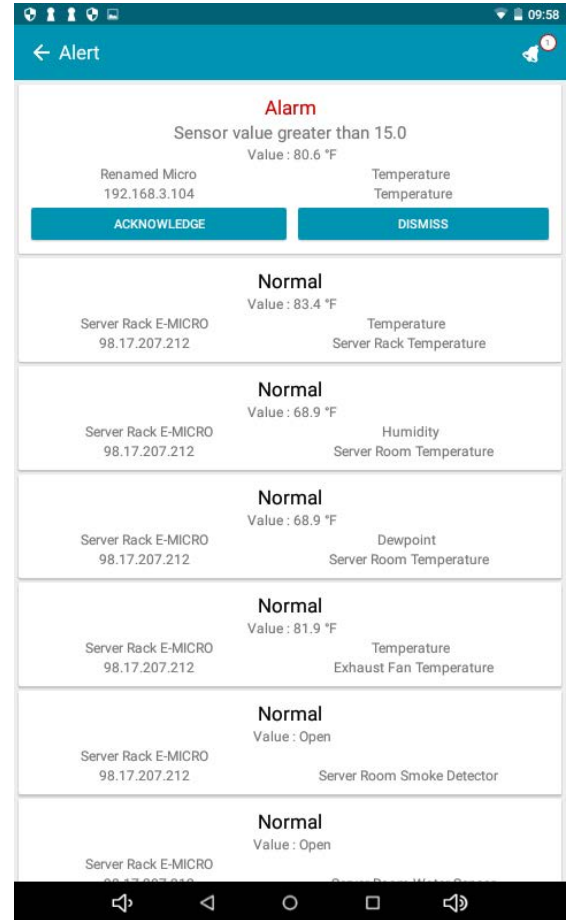 09:58
Alert
1
Alarm
Sensor value greater than 15.0
Value : 80.6 °F
Renamed Micro Temperature
192.168.3.104 Temperature
ACKNOWLEDGE DISMISS
Normal
Value : 83.4 °F
Server Rack E-MICRO Temperature
98.17.207.212 Server Rack Temperature
Normal
Value : 68.9 °F
Server Rack E-MICRO Humidity
98.17.207.212 Server Room Temperature
Normal
Value : 68.9 °F
Server Rack E-MICRO Dewpoint
98.17.207.212 Server Room Temperature
Normal
Value : 81.9 °F
Server Rack E-MICRO Temperature
98.17.207.212 Exhaust Fan Temperature
Normal
Value : Open
Server Rack E-MICRO
98.17.207.212 Server Room Smoke Detector
Normal
Value : Open
Server Rack E-MICRO